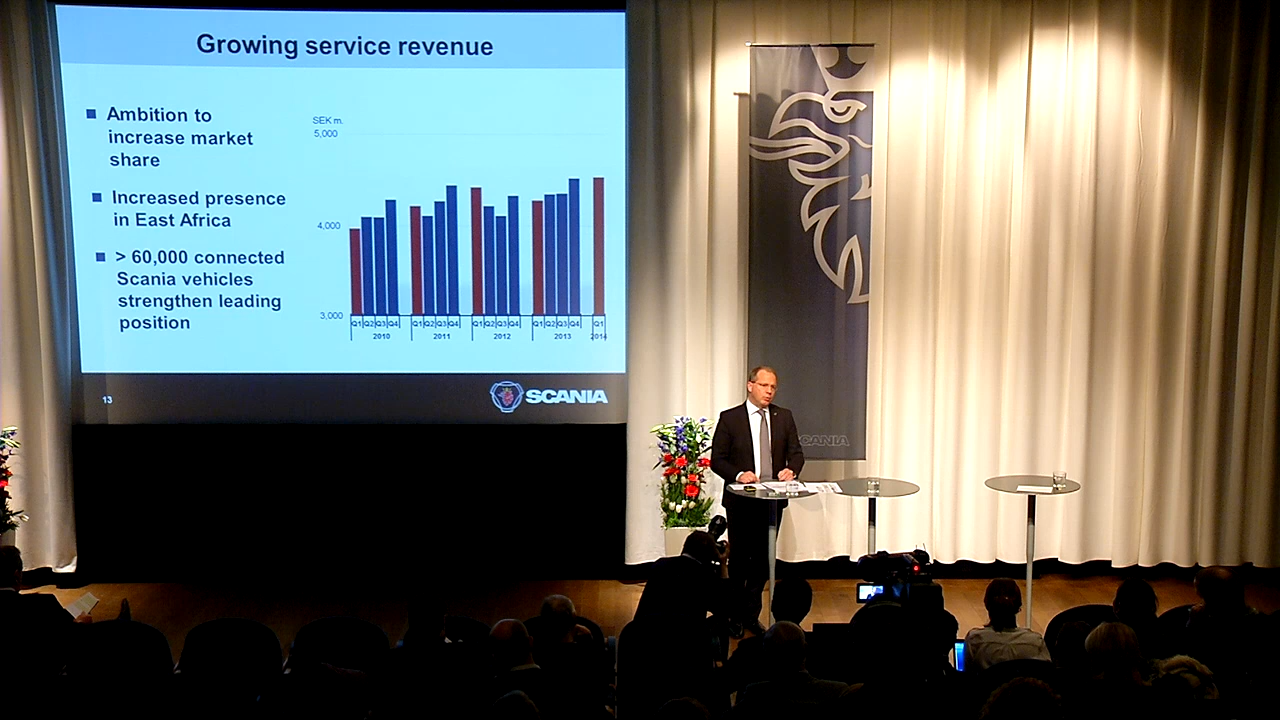 Growing service revenue
■ Ambition to
increase market
share
■ Increased presence
in East Africa
■ > 60,000 connected
Scania vehicles
strengthen leading
position
SEK m.
5,000
4,000
3,000
Q1 Q2 Q3 Q4 Q1 Q2 Q3 Q4 Q1 Q2 Q3 Q4 Q1 Q2 Q3 Q4 Q1
2010 2011 2012 2013 2014
13
SCANIA
SCANIA